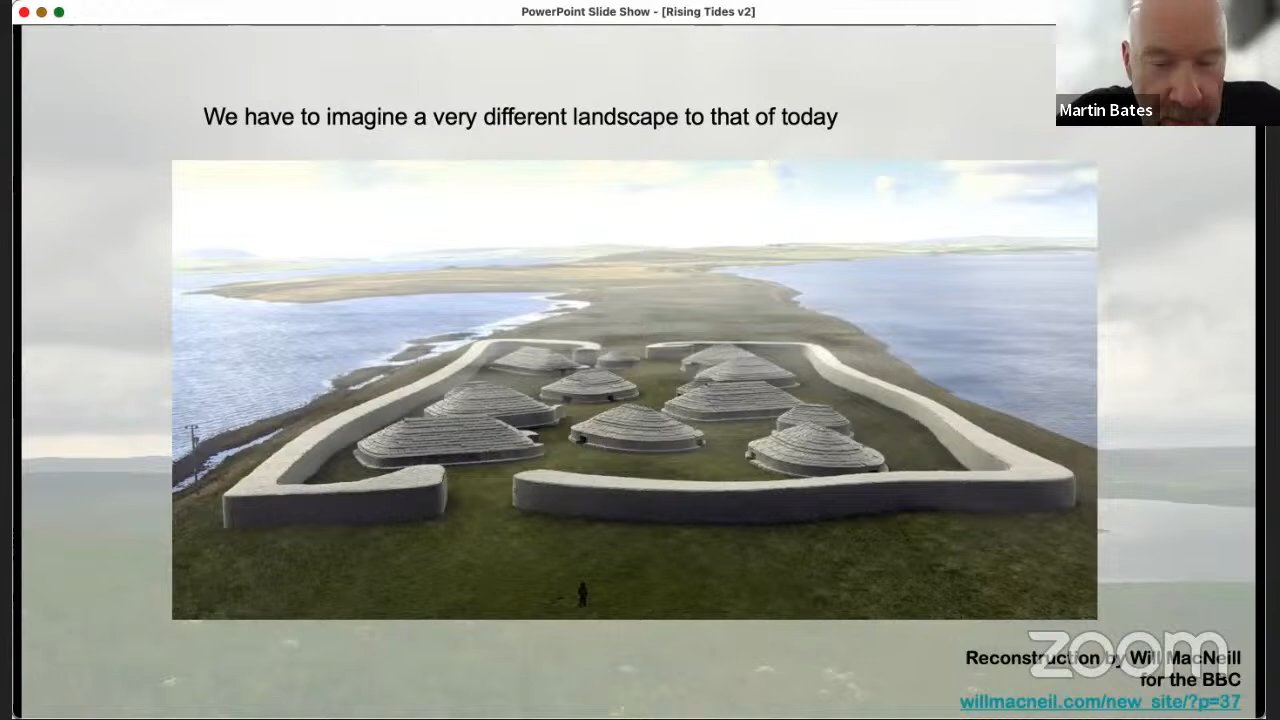 PowerPoint Slide Show - [Rising Tides v2]
We have to imagine a very different landscape to that of today
Martin Bates
zoom
Reconstruction by Will MacNeill
for the BBC
willmacneil.com/new_site/?p=37